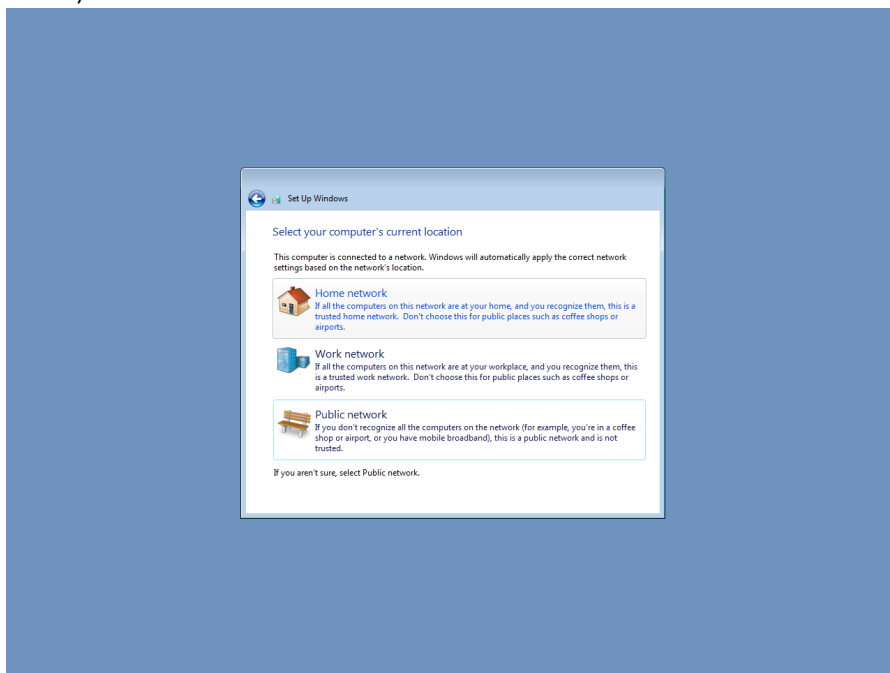 Set Up Windows
Select your computer's current location
This computer is connected to a network. Windows will automatically apply the correct network
settings based on the network's location.
Home network
If all the computers on this network are at your home, and you recognize them, this is a
trusted home network.  Don't choose this for public places such as coffee shops or
airports.
Work network
If all the computers on this network are at your workplace, and you recognize them, this
is a trusted work network.  Don't choose this for public places such as coffee shops or
airports.
Public network
If you don't recognize all the computers on the network (for example, you're in a coffee
shop or airport, or you have mobile broadband), this is a public network and is not
trusted.
If you aren't sure, select Public network.